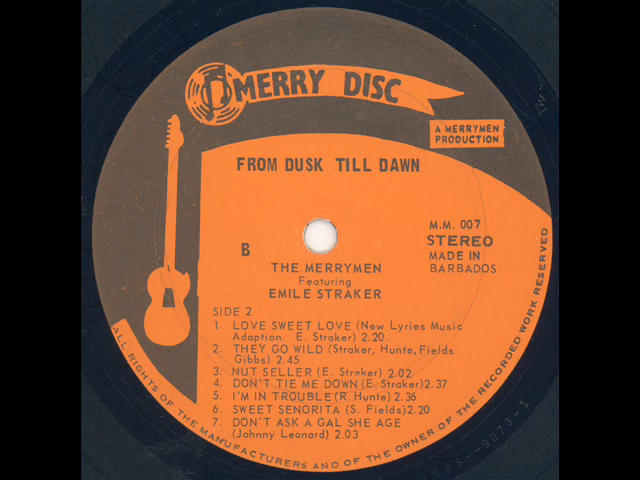 MERRY DISC
A MERRYMEN
PRODUCTION
FROM DUSK TILL DAWN
M.M. 007
STEREO
MADE IN
BARBADOS
B
THE MERRYMEN
Featuring
EMILE STRAKER
SIDE 2
1. LOVE SWEET LOVE (New Lyries Music
Adaption. E. Straker) 2.20
2. THEY GO WILD (Straker, Hunte, Fields
Gibbs) 2.45
3. NUT SELLER (E. Straker) 2.02
4. DON'T TIE ME DOWN (E. Straker) 2.37
5. I'M IN TROUBLE (R. Hunte) 2.36
6. SWEET SENORITA (S. Fields) 2.20
7. DON'T ASK A GAL SHE AGE
(Johnny Leonard) 2.03
ALL RIGHTS OF THE MANUFACTURERS AND OF THE OWNER OF THE RECORDED WORK RESERVED